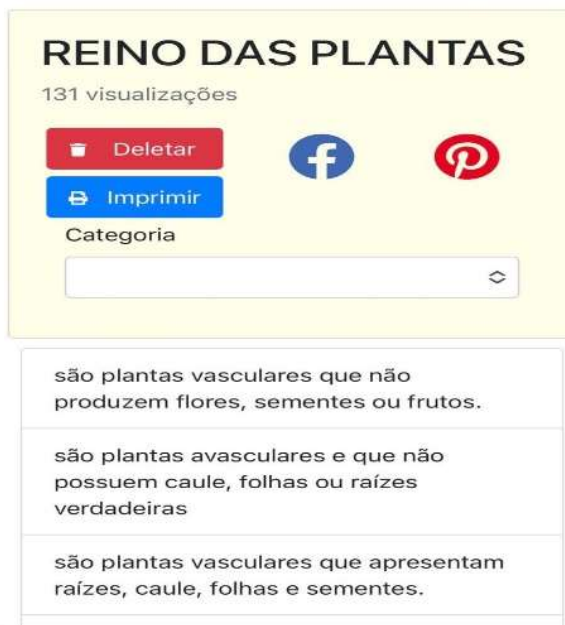 REINO DAS PLANTAS
131 visualizações
Deletar
Imprimir
Categoria
são plantas vasculares que não
produzem flores, sementes ou frutos.
são plantas avasculares e que não
possuem caule, folhas ou raízes
verdadeiras
são plantas vasculares que apresentam
raízes, caule, folhas e sementes.